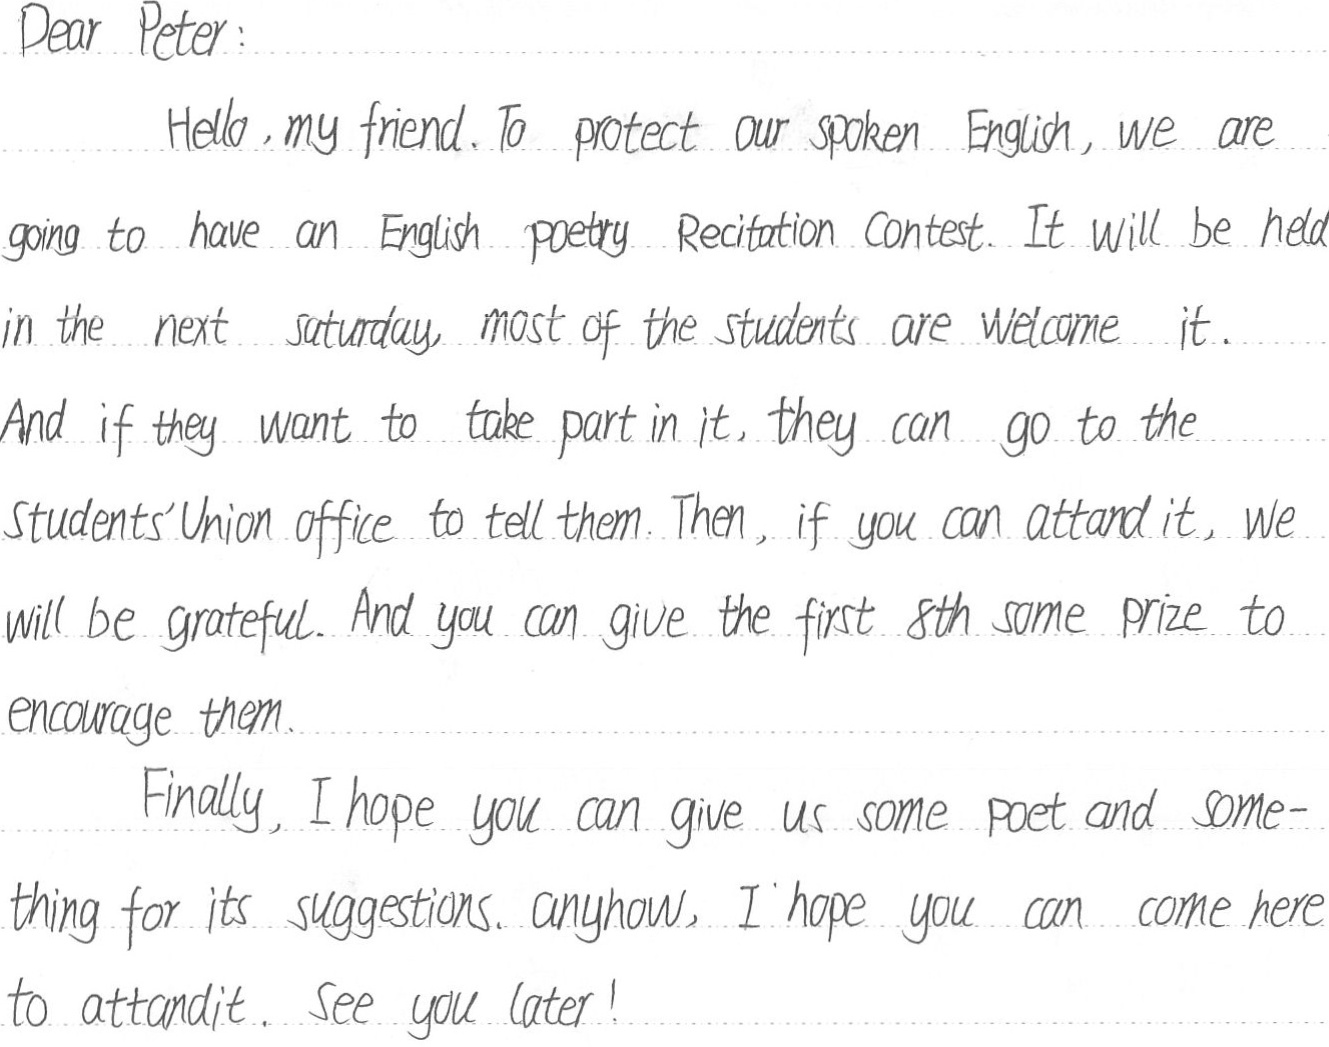 Dear Peter:
Hello, my friend. To protect our spoken English, we are
going to have an English poetry Recitation Contest. It will be held
in the next saturday, most of the students are welcome it.
And if they want to take part in it, they can go to the
Students' Union office to tell them. Then, if you can attand it, we
will be grateful. And you can give the first 8th some prize to
encourage them.
Finally, I hope you can give us some poet and some-
thing for its suggestions. anyhow, I hope you can come here
to attandit. See you later!